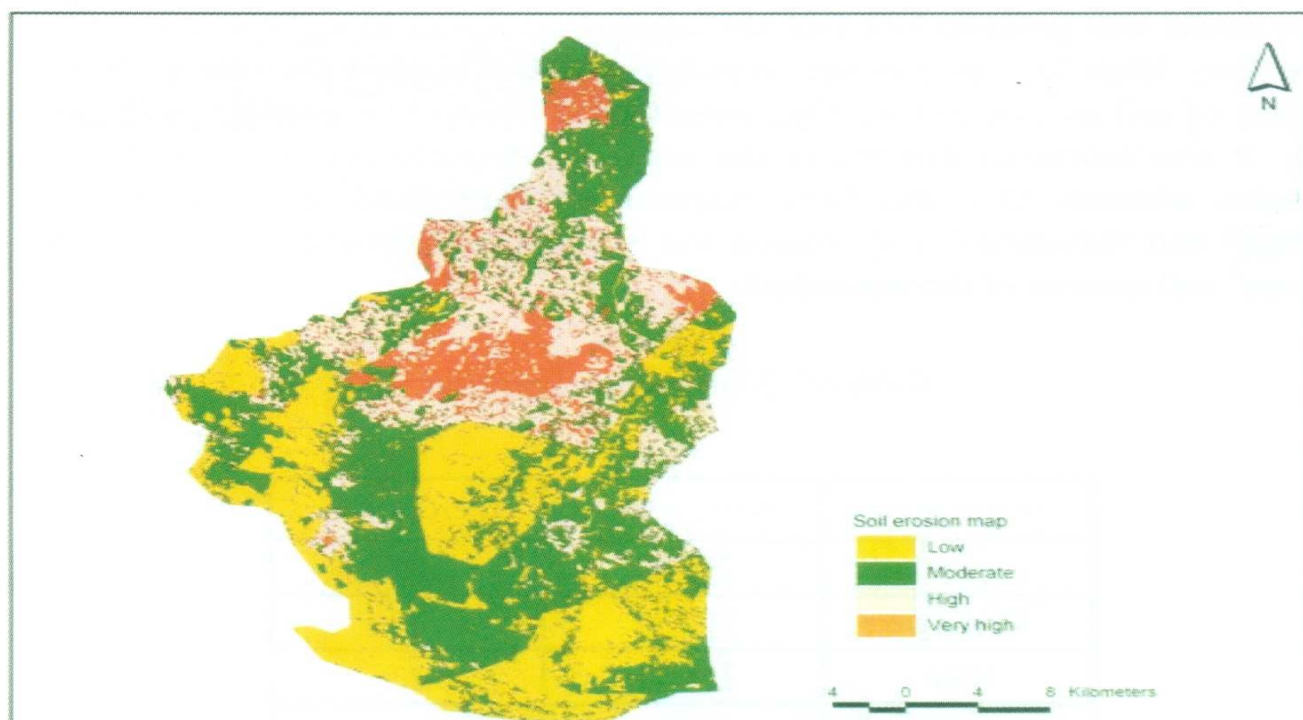 N
Soil erosion map
Low
Moderate
High
Very high
4 0 4 8 Kilometers